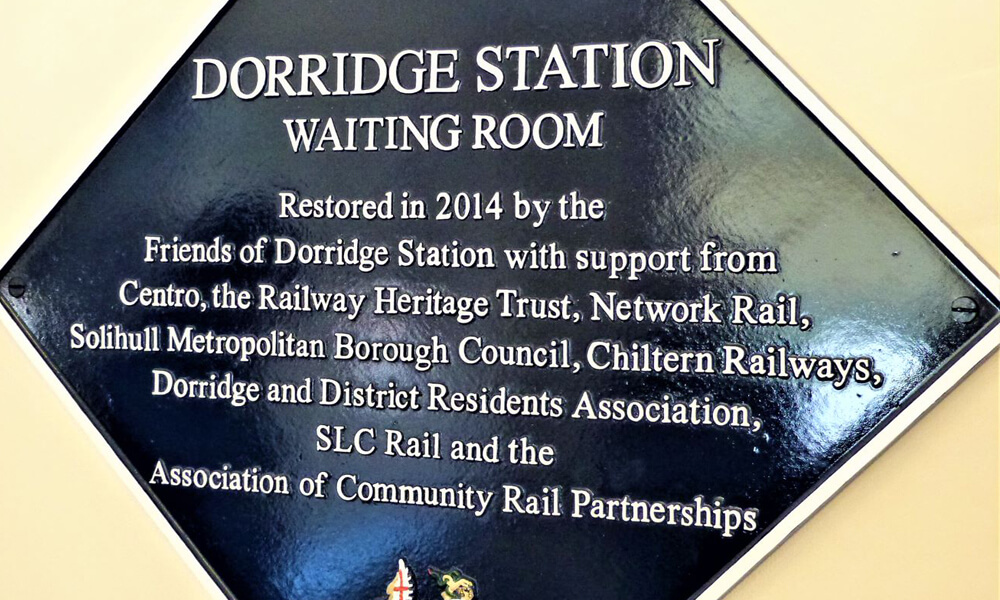 DORRIDGE STATION
WAITING ROOM
Restored in 2014 by the
Friends of Dorridge Station with support from
Centro, the Railway Heritage Trust, Network Rail,
Solihull Metropolitan Borough Council, Chiltern Railways,
Dorridge and District Residents Association,
SLC Rail and the
Association of Community Rail Partnerships